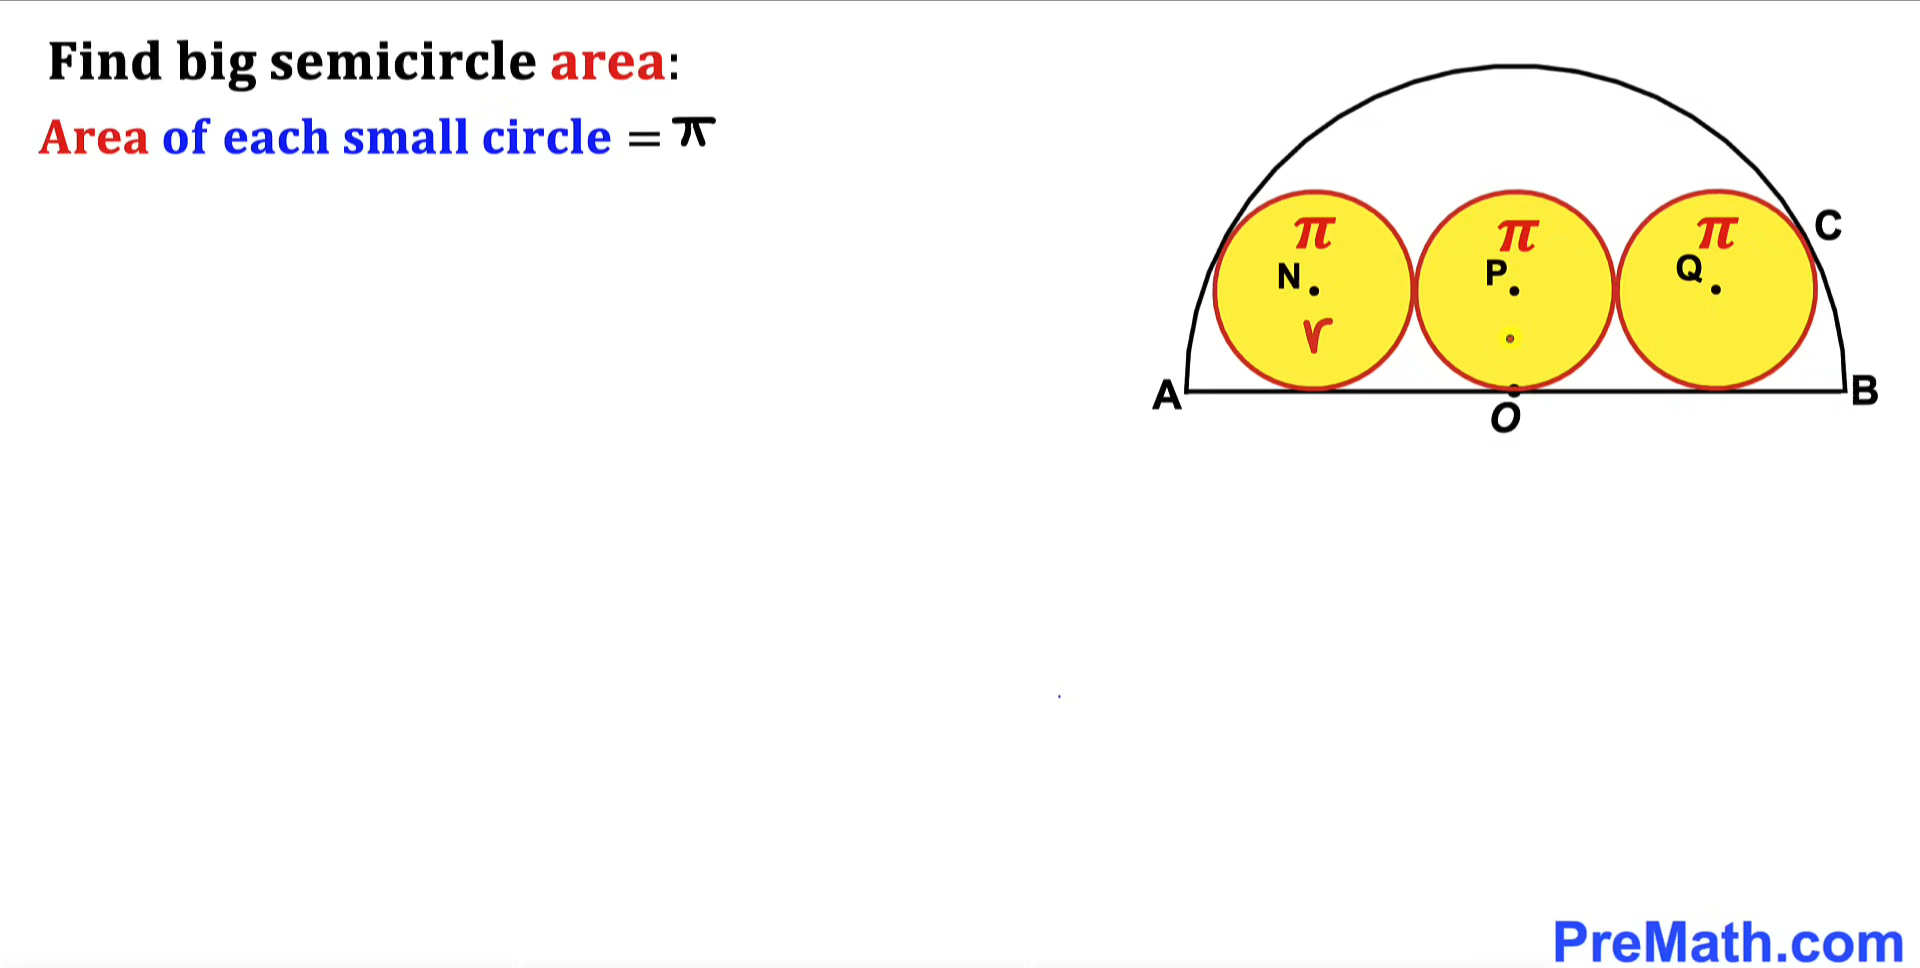 Find big semicircle area:
Area of each small circle = π
π π π
C
N P Q
r
A B
O
PreMath.com